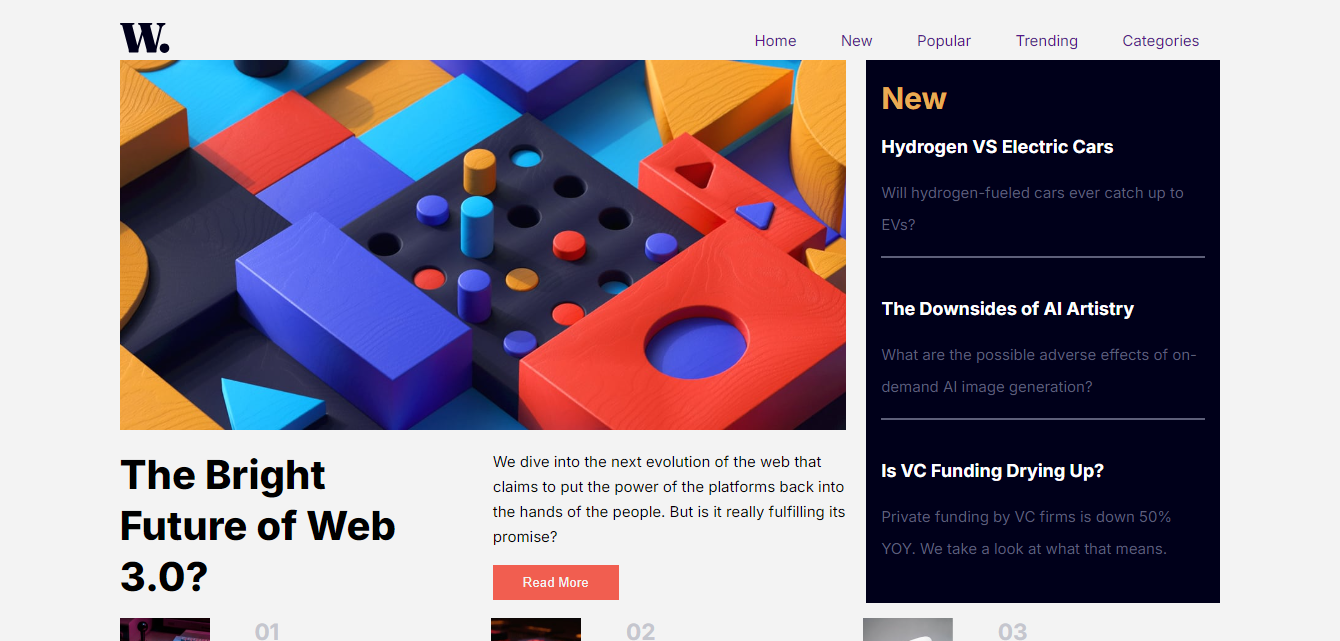 W.
Home
New
Popular
Trending
Categories
New
Hydrogen VS Electric Cars
Will hydrogen-fueled cars ever catch up to
EVs?
The Downsides of AI Artistry
What are the possible adverse effects of on-
demand AI image generation?
Is VC Funding Drying Up?
Private funding by VC firms is down 50%
YOY. We take a look at what that means.
The Bright
Future of Web
3.0?
We dive into the next evolution of the web that
claims to put the power of the platforms back into
the hands of the people. But is it really fulfilling its
promise?
Read More
01
02
03